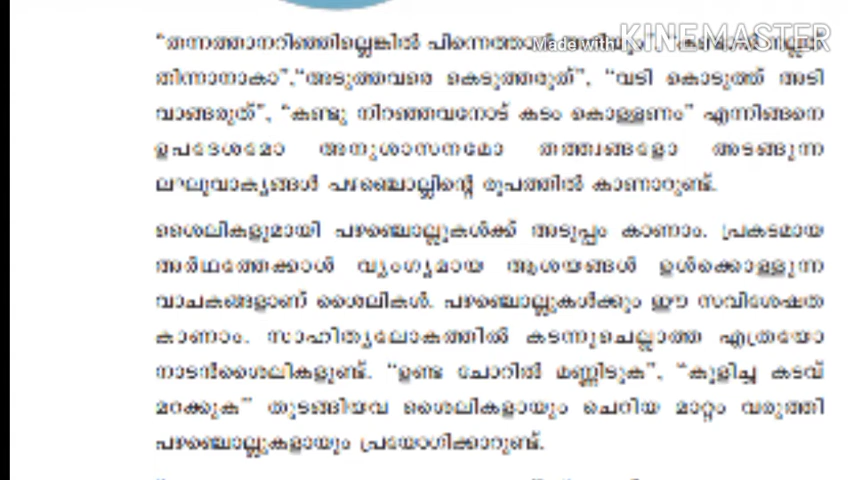 Made with KINEMASTER
"തന്നത്താനറിഞ്ഞില്ലെങ്കിൽ പിന്നെത്താൻ
തിന്നാനാകാ", "അടുത്തവരെ കെടുത്തരുത്", "വടി കൊടുത്ത് അടി
വാങ്ങരുത്", "കണ്ടു നിറഞ്ഞവനോട് കടം കൊള്ളണം" എന്നിങ്ങനെ
ഉപദേശമോ അനുശാസനമോ തത്ത്വങ്ങളോ അടങ്ങുന്ന
ലഘുവാക്യങ്ങൾ പഴഞ്ചൊല്ലിന്റെ രൂപത്തിൽ കാണാറുണ്ട്.
ശൈലികളുമായി പഴഞ്ചൊല്ലുകൾക്ക് അടുപ്പം കാണാം. പ്രകടമായ
അർഥത്തേക്കാൾ വ്യംഗ്യമായ ആശയങ്ങൾ ഉൾക്കൊള്ളുന്ന
വാചകങ്ങളാണ് ശൈലികൾ. പഴഞ്ചൊല്ലുകൾക്കും ഈ സവിശേഷത
കാണാം. സാഹിത്യലോകത്തിൽ കടന്നുചെല്ലാത്ത എത്രയോ
നാടൻശൈലികളുണ്ട്. "ഉണ്ട ചോറിൽ മണ്ണിടുക", "കുളിച്ച കടവ്
മറക്കുക" തുടങ്ങിയവ ശൈലികളായും ചെറിയ മാറ്റം വരുത്തി
പഴഞ്ചൊല്ലുകളായും പ്രയോഗിക്കാറുണ്ട്.